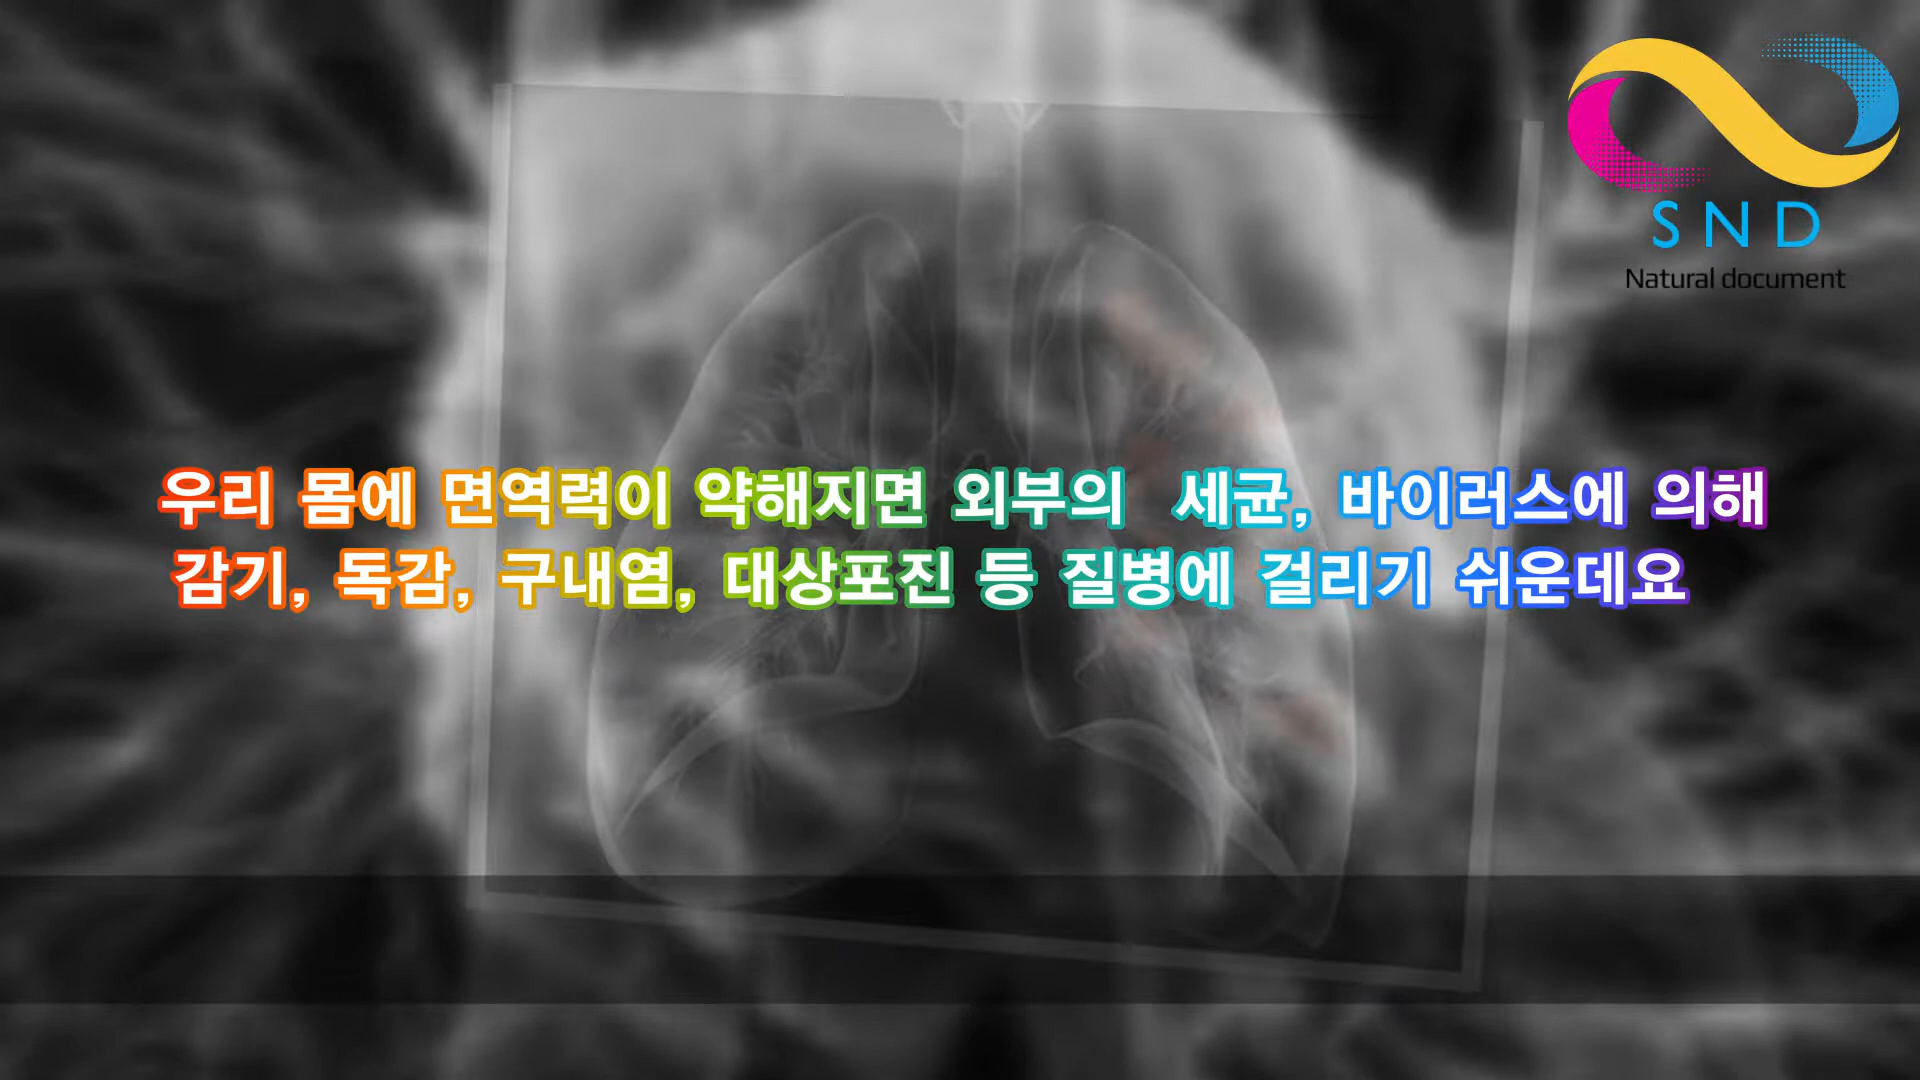 SND
Natural document
우리 몸에 면역력이 약해지면 외부의 세균, 바이러스에 의해
감기, 독감, 구내염, 대상포진 등 질병에 걸리기 쉬운데요